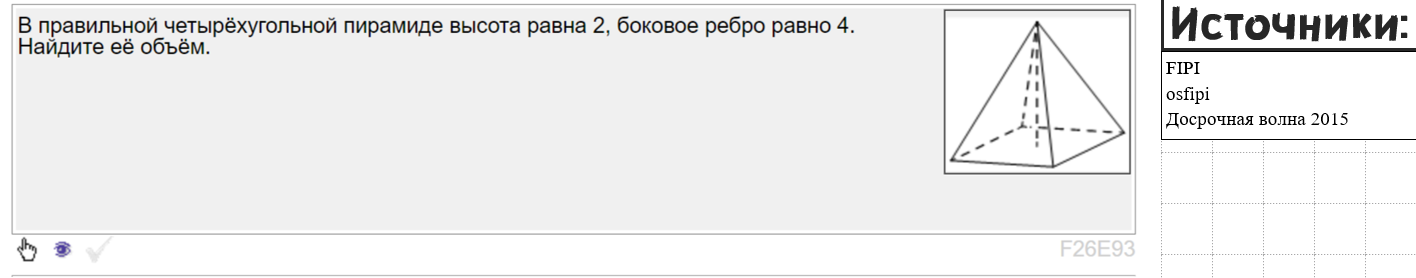 В правильной четырёхугольной пирамиде высота равна 2, боковое ребро равно 4.
Найдите её объём.
F26E93
Источники:
FIPI
osfipi
Досрочная волна 2015